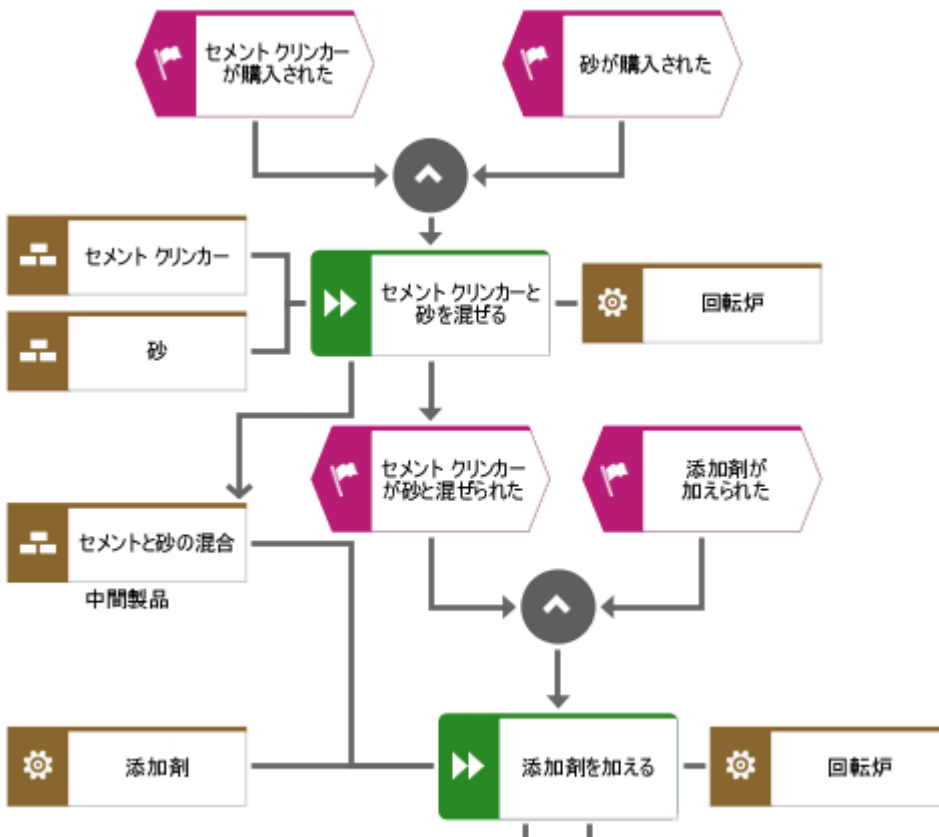 セメント クリンカー
が購入された
砂が購入された
セメント クリンカー
砂
セメント クリンカーと
砂を混ぜる
回転炉
セメント クリンカー
が砂と混ぜられた
添加剤が
加えられた
セメントと砂の混合
中間製品
添加剤
添加剤を加える
回転炉